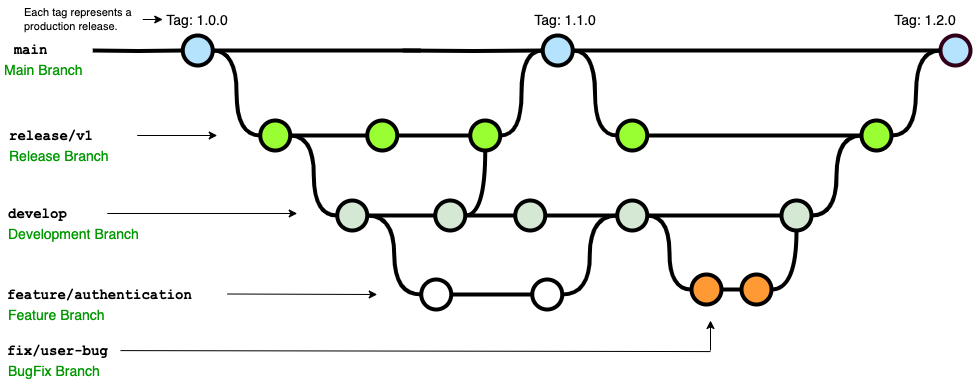 Each tag represents a
production release.
Tag: 1.0.0
Tag: 1.1.0
Tag: 1.2.0
main
Main Branch
release/v1
Release Branch
develop
Development Branch
feature/authentication
Feature Branch
fix/user-bug
BugFix Branch